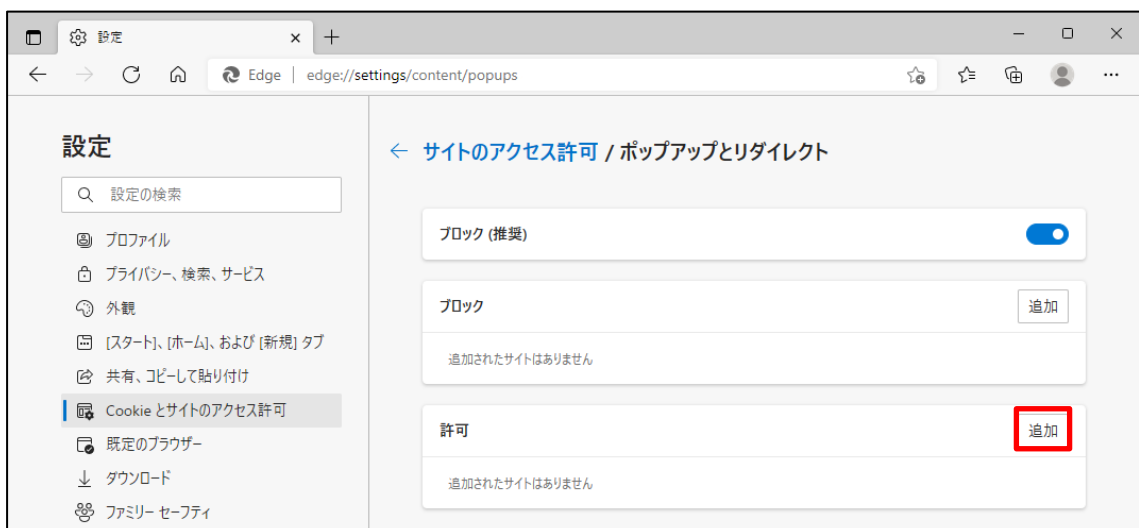 設定
Edge | edge://settings/content/popups
設定
設定の検索
プロファイル
プライバシー、検索、サービス
外観
[スタート]、[ホーム]、および [新規] タブ
共有、コピーして貼り付け
Cookie とサイトのアクセス許可
既定のブラウザー
ダウンロード
ファミリー セーフティ
サイトのアクセス許可 / ポップアップとリダイレクト
ブロック (推奨)
ブロック
追加
追加されたサイトはありません
許可
追加
追加されたサイトはありません